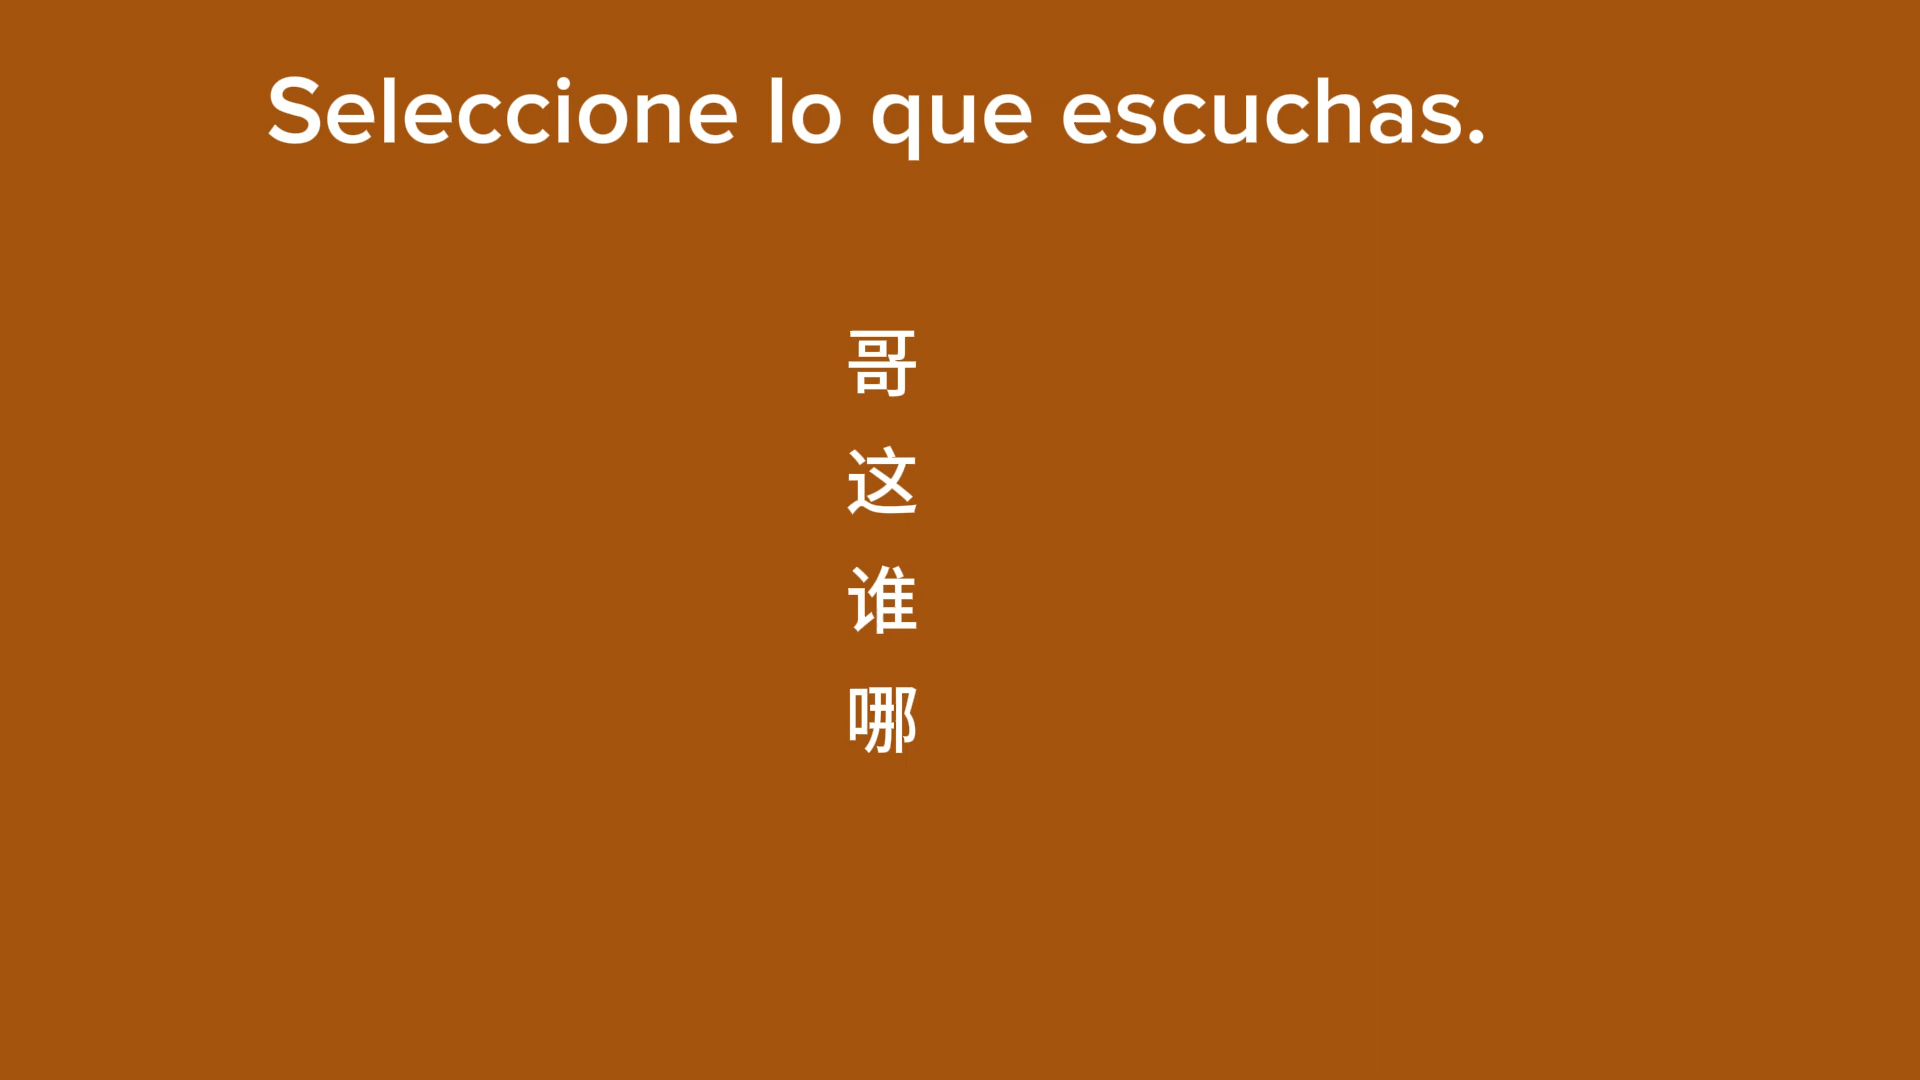 Seleccione lo que escuchas.
哥
这
谁
哪